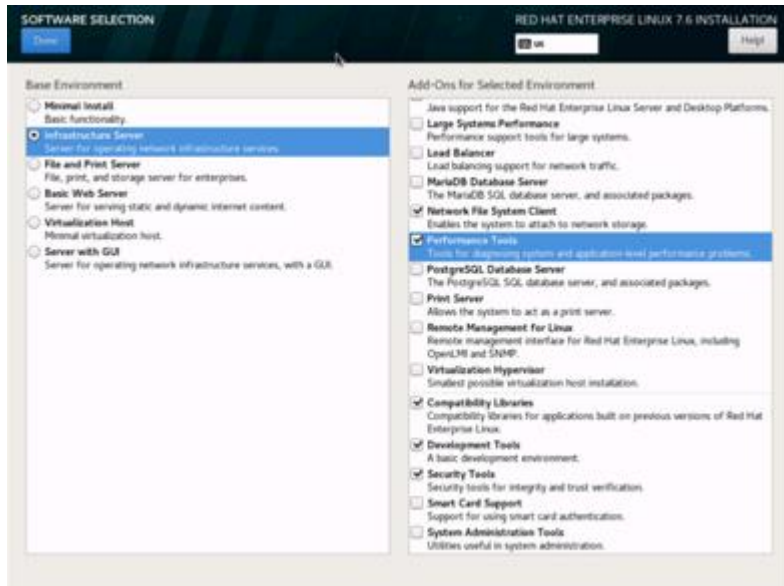 SOFTWARE SELECTION
Done
RED HAT ENTERPRISE LINUX 7.6 INSTALLATION
us
Help!
Base Environment
Minimal Install
Basic functionality.
Infrastructure Server
Server for operating network infrastructure services.
File and Print Server
File, print, and storage server for enterprises.
Basic Web Server
Server for serving static and dynamic internet content.
Virtualization Host
Minimal virtualization host.
Server with GUI
Server for operating network infrastructure services, with a GUI.
Add-Ons for Selected Environment
Java support for the Red Hat Enterprise Linux Server and Desktop Platforms.
Large Systems Performance
Performance support tools for large systems.
Load Balancer
Load balancing support for network traffic.
MariaDB Database Server
The MariaDB SQL database server, and associated packages.
Network File System Client
Enables the system to attach to network storage.
Performance Tools
Tools for diagnosing system and application-level performance problems.
PostgreSQL Database Server
The PostgreSQL SQL database server, and associated packages.
Print Server
Allows the system to act as a print server.
Remote Management for Linux
Remote management interface for Red Hat Enterprise Linux, including
OpenLMI and SNMP.
Virtualization Hypervisor
Smallest possible virtualization host installation.
Compatibility Libraries
Compatibility libraries for applications built on previous versions of Red Hat
Enterprise Linux.
Development Tools
A basic development environment.
Security Tools
Security tools for integrity and trust verification.
Smart Card Support
Support for using smart card authentication.
System Administration Tools
Utilities useful in system administration.